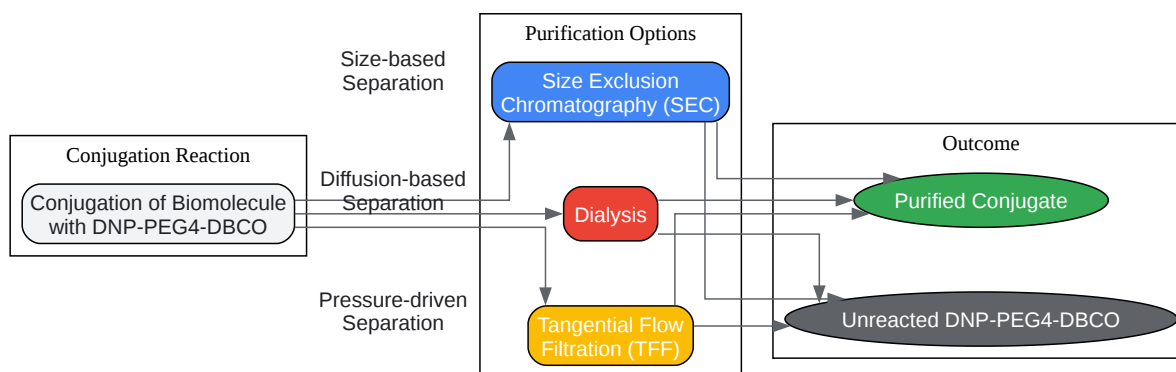 Conjugation Reaction
Conjugation of Biomolecule
with DNP-PEG4-DBCO
Size-based
Separation
Diffusion-based
Separation
Pressure-driven
Separation
Purification Options
Size Exclusion
Chromatography (SEC)
Dialysis
Tangential Flow
Filtration (TFF)
Outcome
Purified Conjugate
Unreacted DNP-PEG4-DBCO